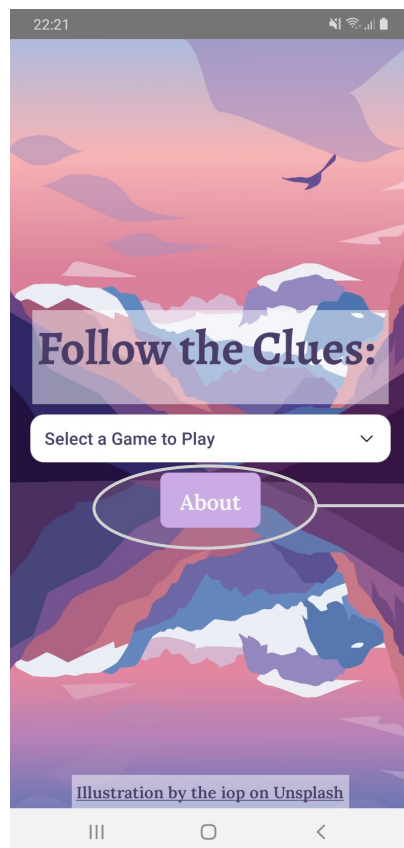 22:21
Follow the Clues:
Select a Game to Play
About
Illustration by the iop on Unsplash